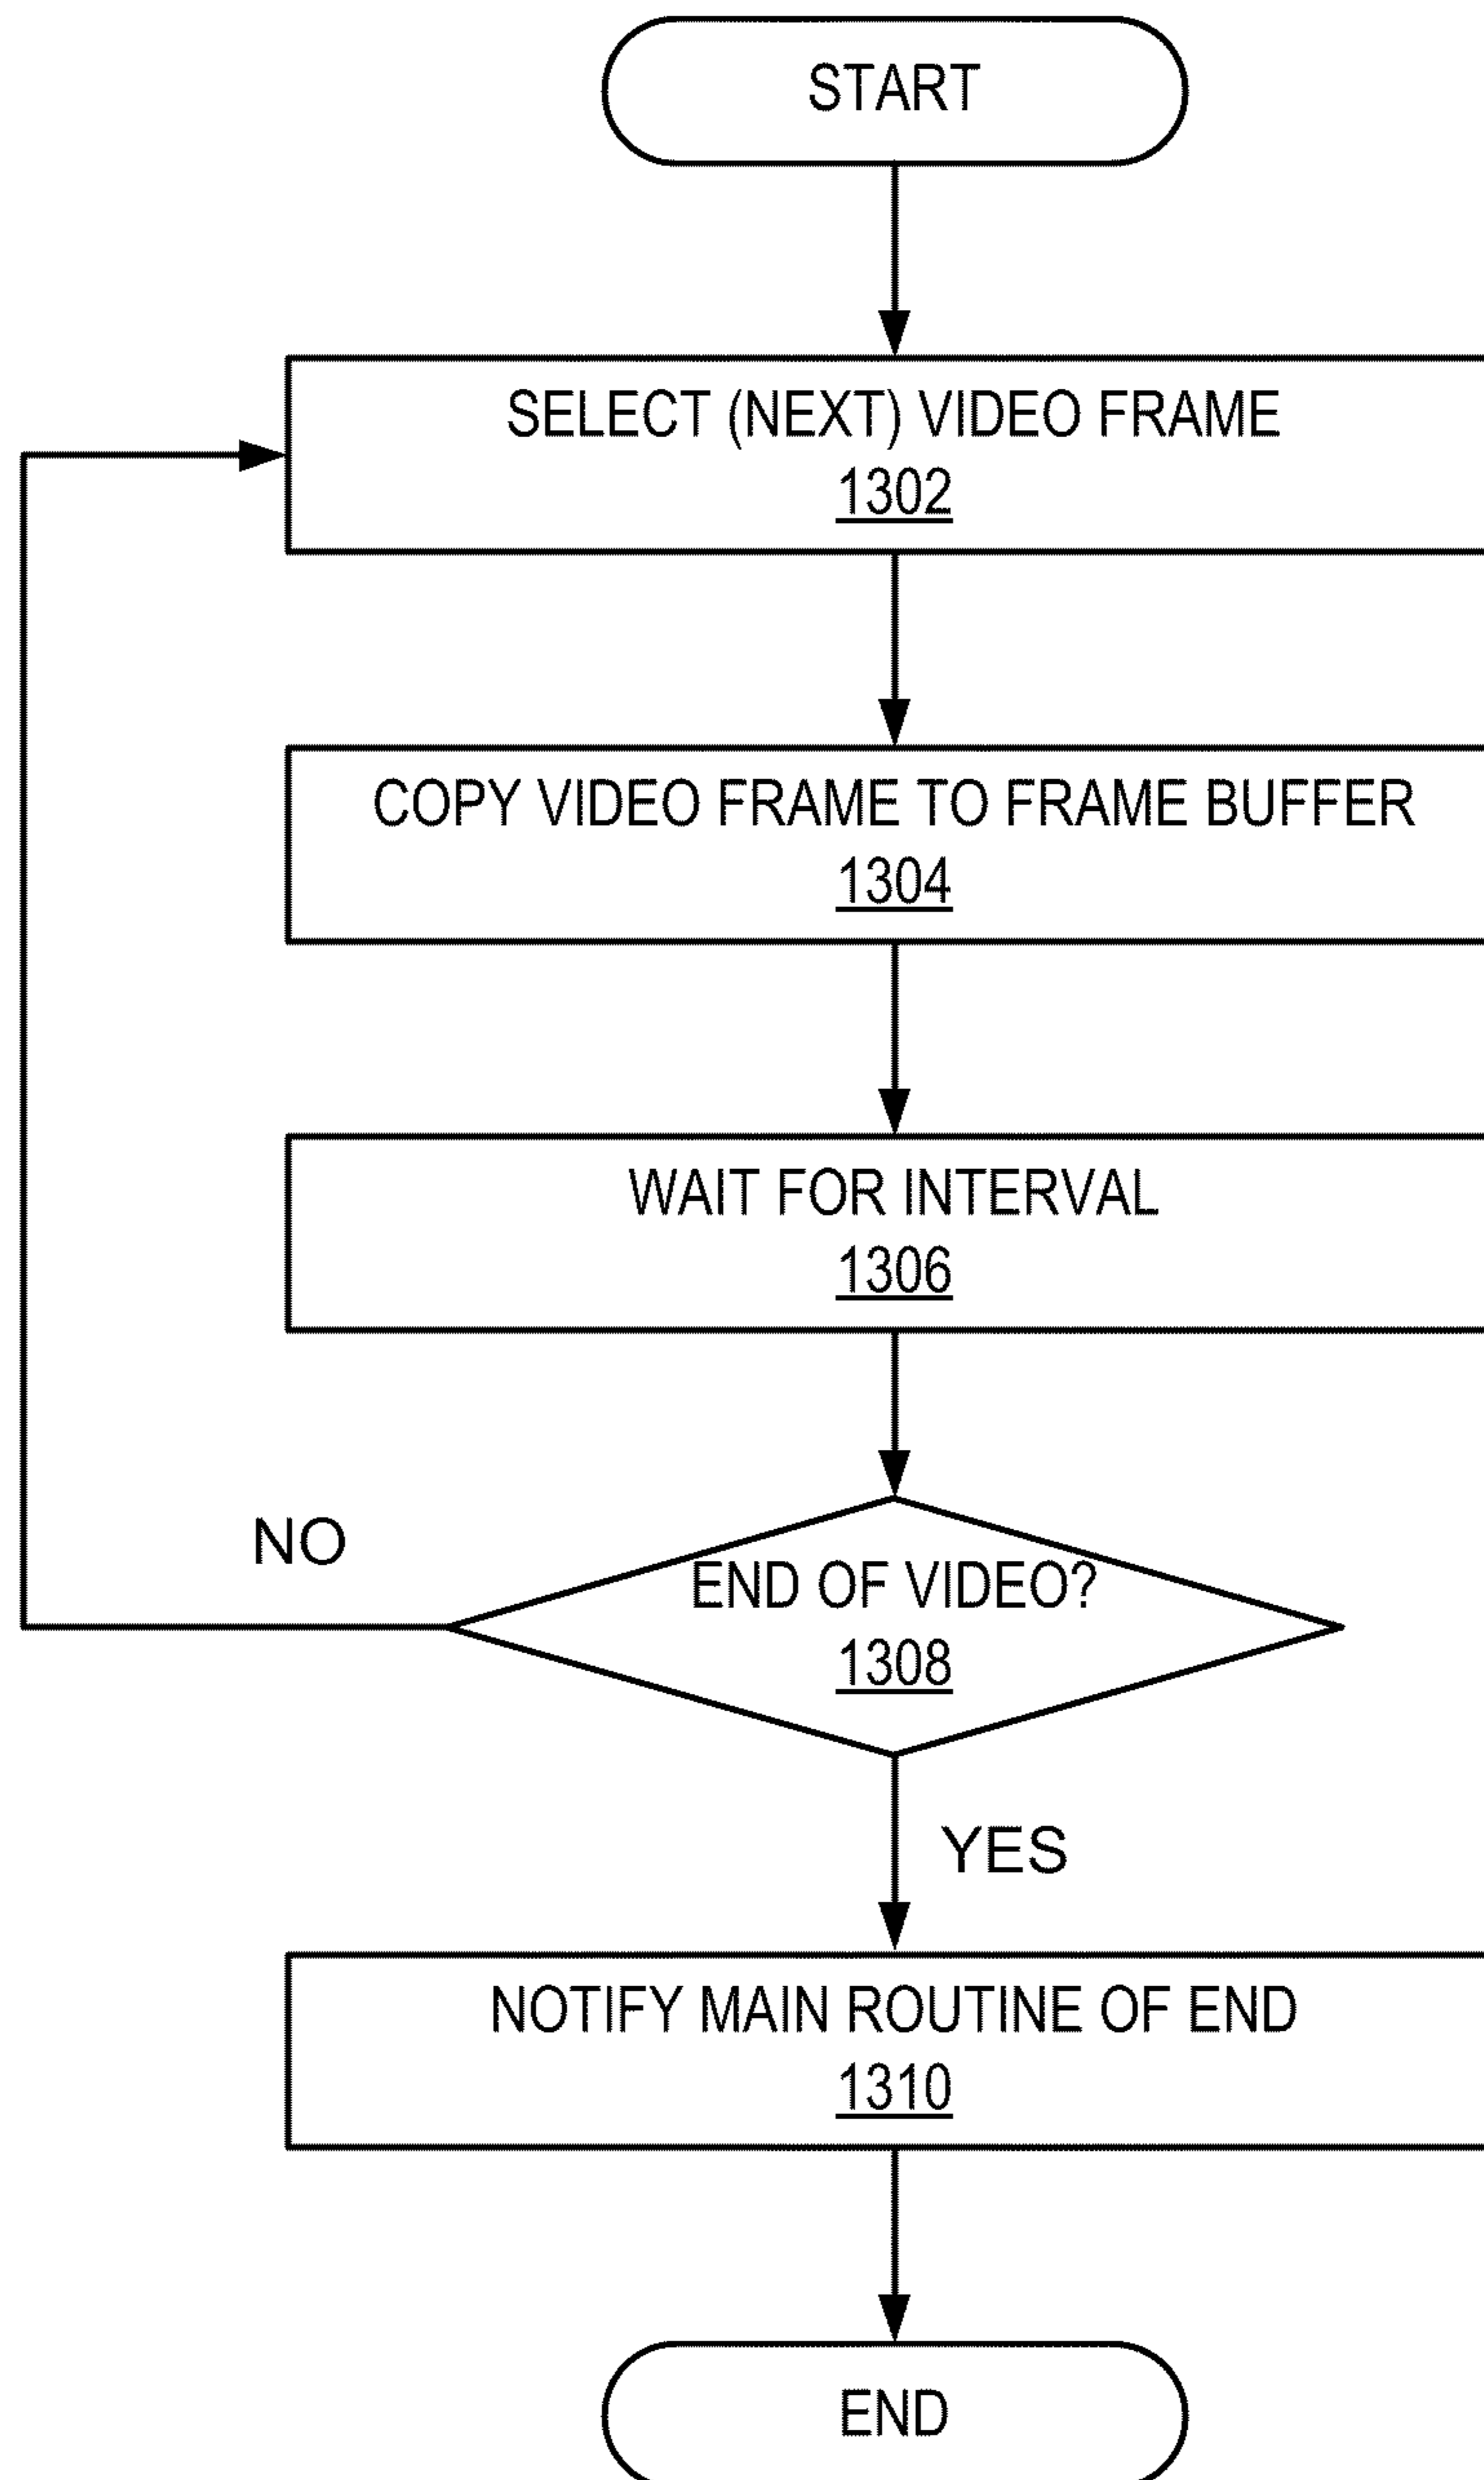 START
SELECT (NEXT) VIDEO FRAME
1302
COPY VIDEO FRAME TO FRAME BUFFER
1304
WAIT FOR INTERVAL
1306
NO
END OF VIDEO?
1308
YES
NOTIFY MAIN ROUTINE OF END
1310
END